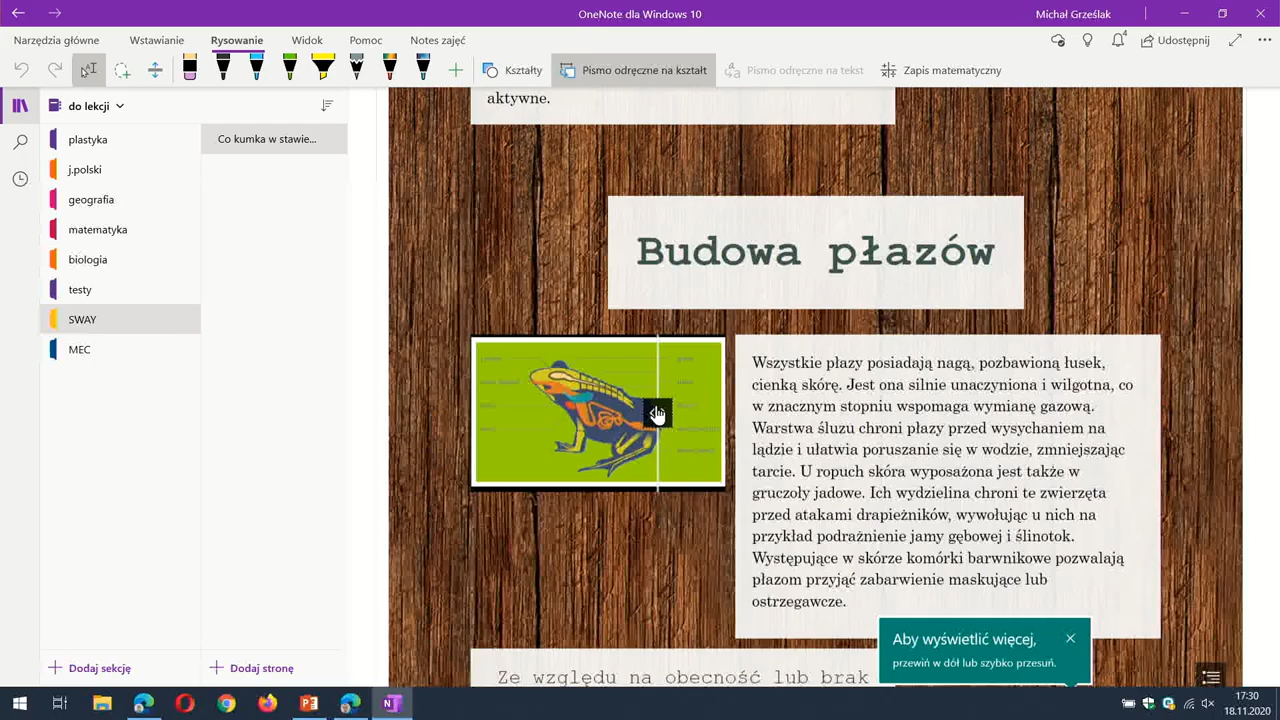 OneNote dla Windows 10
Michał Grześlak
Narzędzia główne
Wstawianie
Rysowanie
Widok
Pomoc
Notes zajęć
4
Udostępnij
Kształty
Pismo odręczne na kształt
Pismo odręczne na tekst
Zapis matematyczny
do lekcji
plastyka
j.polski
geografia
matematyka
biologia
testy
SWAY
MEC
Dodaj sekcję
Co kumka w stawie...
Dodaj stronę
aktywne.
Budowa płazów
Wszystkie płazy posiadają nagą, pozbawioną łusek,
cienką skórę. Jest ona silnie unaczyniona i wilgotna, co
w znacznym stopniu wspomaga wymianę gazową.
Warstwa śluzu chroni płazy przed wysychaniem na
lądzie i ułatwia poruszanie się w wodzie, zmniejszając
tarcie. U ropuch skóra wyposażona jest także w
gruczoły jadowe. Ich wydzielina chroni te zwierzęta
przed atakami drapieżników, wywołując u nich na
przykład podrażnienie jamy gębowej i ślinotok.
Występujące w skórze komórki barwnikowe pozwalają
płazom przyjąć zabarwienie maskujące lub
ostrzegawcze.
Aby wyświetlić więcej,
przewiń w dół lub szybko przesuń.
Ze względu na obecność lub brak
17:30
18.11.2020